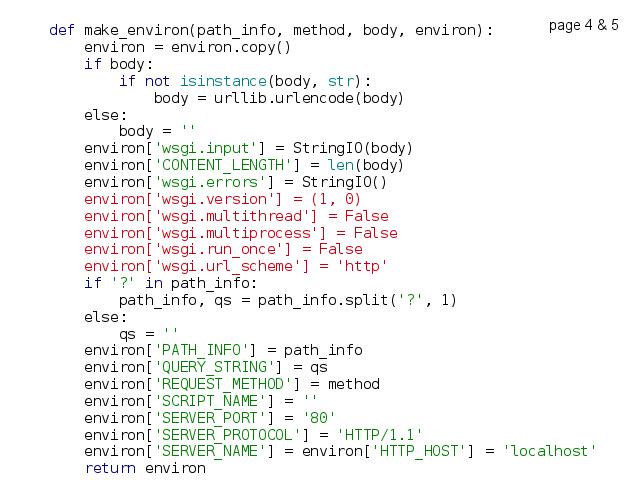 page 4 & 5
def make_environ(path_info, method, body, environ):
    environ = environ.copy()
    if body:
        if not isinstance(body, str):
            body = urllib.urlencode(body)
    else:
        body = ''
    environ['wsgi.input'] = StringIO(body)
    environ['CONTENT_LENGTH'] = len(body)
    environ['wsgi.errors'] = StringIO()
    environ['wsgi.version'] = (1, 0)
    environ['wsgi.multithread'] = False
    environ['wsgi.multiprocess'] = False
    environ['wsgi.run_once'] = False
    environ['wsgi.url_scheme'] = 'http'
    if '?' in path_info:
        path_info, qs = path_info.split('?', 1)
    else:
        qs = ''
    environ['PATH_INFO'] = path_info
    environ['QUERY_STRING'] = qs
    environ['REQUEST_METHOD'] = method
    environ['SCRIPT_NAME'] = ''
    environ['SERVER_PORT'] = '80'
    environ['SERVER_PROTOCOL'] = 'HTTP/1.1'
    environ['SERVER_NAME'] = environ['HTTP_HOST'] = 'localhost'
    return environ